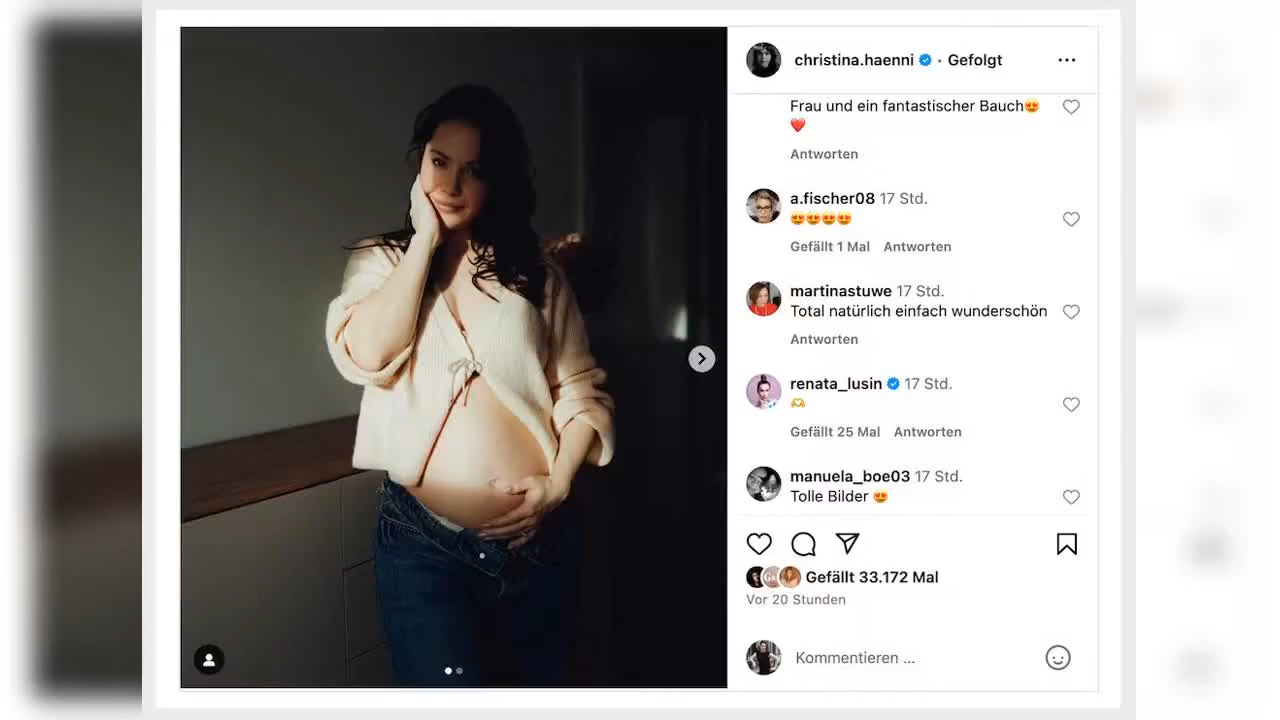 christina.haenni • Gefolgt
Frau und ein fantastischer Bauch😍
❤️
Antworten
a.fischer08 17 Std.
😍😍😍😍
Gefällt 1 Mal Antworten
martinastuwe 17 Std.
Total natürlich einfach wunderschön
Antworten
renata_lusin 17 Std.
🫶
Gefällt 25 Mal Antworten
manuela_boe03 17 Std.
Tolle Bilder 😍
Gefällt 33.172 Mal
Vor 20 Stunden
Kommentieren ...